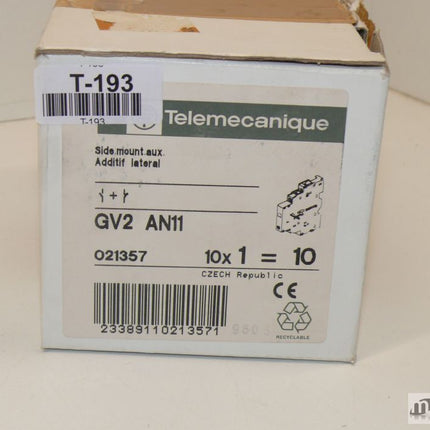 T-193
T-193
Telemecanique
Side.mount.aux.
Additif lateral
+
GV2 AN11
021357 10x 1 = 10
CZECH Republic
CE
23389110213571
RECYCLABLE